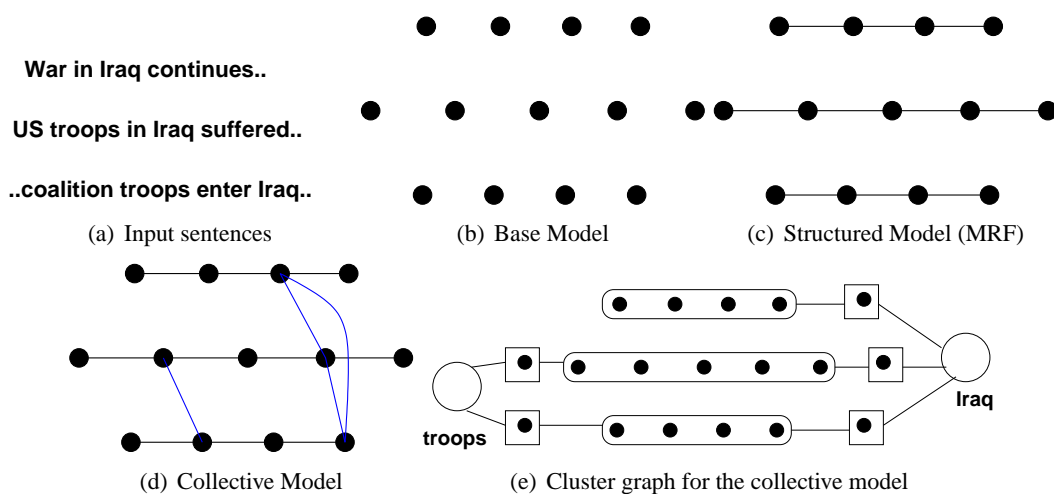 War in Iraq continues..
US troops in Iraq suffered..
..coalition troops enter Iraq..
(a) Input sentences
(b) Base Model
(c) Structured Model (MRF)
(d) Collective Model
troops
Iraq
(e) Cluster graph for the collective model